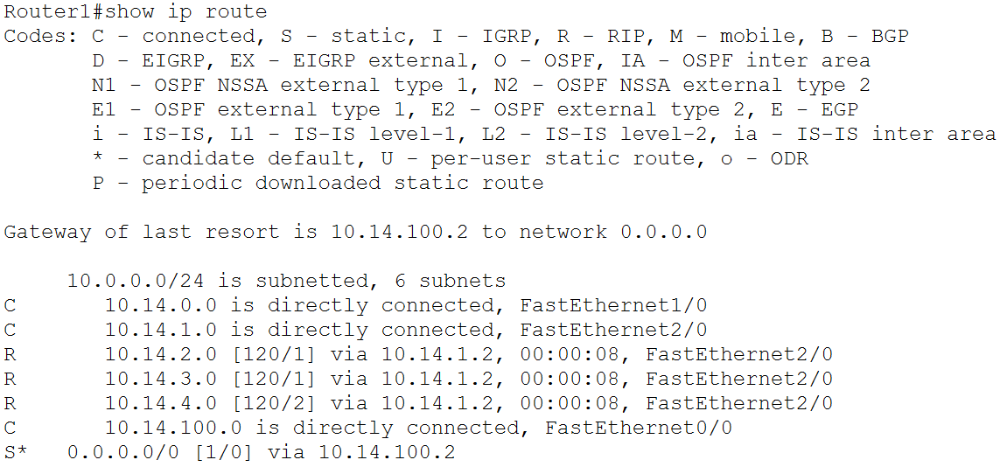 Router1#show ip route
Codes: C - connected, S - static, I - IGRP, R - RIP, M - mobile, B - BGP
       D - EIGRP, EX - EIGRP external, O - OSPF, IA - OSPF inter area
       N1 - OSPF NSSA external type 1, N2 - OSPF NSSA external type 2
       E1 - OSPF external type 1, E2 - OSPF external type 2, E - EGP
       i - IS-IS, L1 - IS-IS level-1, L2 - IS-IS level-2, ia - IS-IS inter area
       * - candidate default, U - per-user static route, o - ODR
       P - periodic downloaded static route

Gateway of last resort is 10.14.100.2 to network 0.0.0.0

     10.0.0.0/24 is subnetted, 6 subnets
C       10.14.0.0 is directly connected, FastEthernet1/0
C       10.14.1.0 is directly connected, FastEthernet2/0
R       10.14.2.0 [120/1] via 10.14.1.2, 00:00:08, FastEthernet2/0
R       10.14.3.0 [120/1] via 10.14.1.2, 00:00:08, FastEthernet2/0
R       10.14.4.0 [120/2] via 10.14.1.2, 00:00:08, FastEthernet2/0
C       10.14.100.0 is directly connected, FastEthernet0/0
S*   0.0.0.0/0 [1/0] via 10.14.100.2